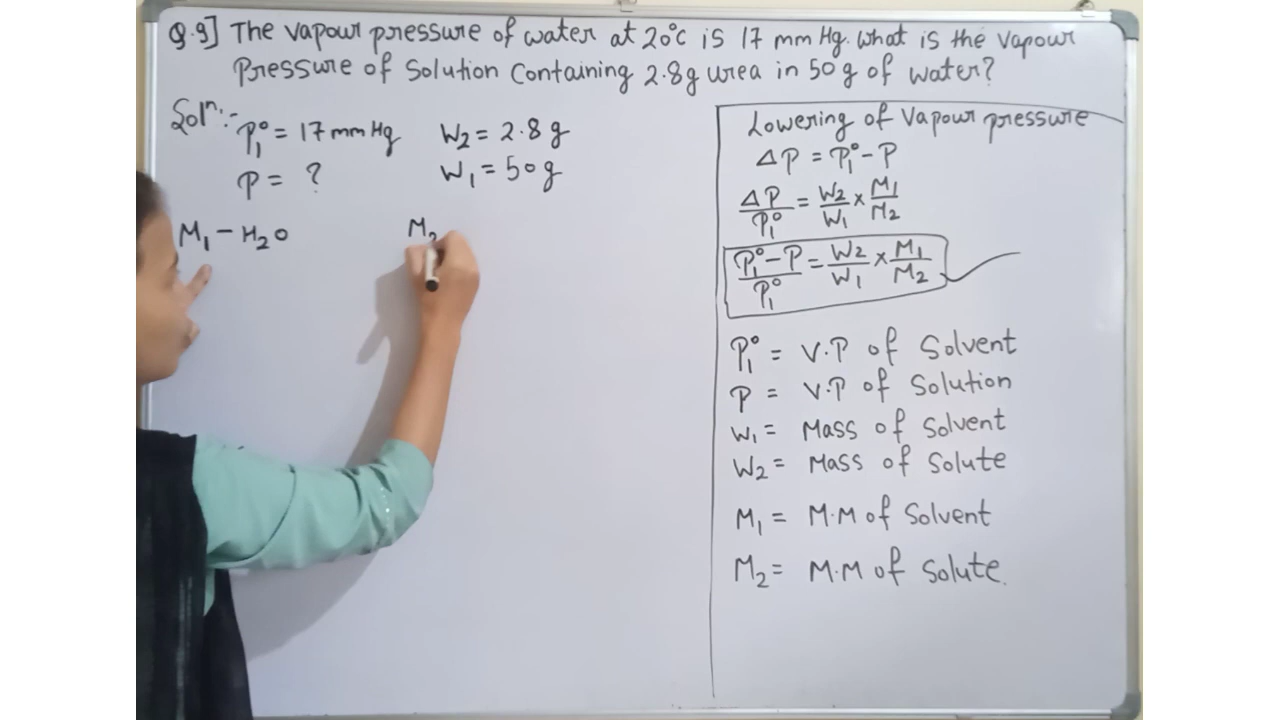 Q.9] The vapour pressure of water at 20°c is 17 mm Hg. what is the vapour
Pressure of Solution Containing 2.8g urea in 50 g of water?
Solⁿ:-
P₁° = 17 mm Hg W₂ = 2.8 g
P = ? W₁ = 50 g
M₁ – H₂O M₂
Lowering of Vapour pressure
ΔP = P₁° - P
ΔP/P₁° = W₂/W₁ × M₁/M₂
P₁° - P/P₁° = W₂/W₁ × M₁/M₂
P₁° = V.P of Solvent
P = V.P of Solution
W₁ = Mass of Solvent
W₂ = Mass of Solute
M₁ = M.M of Solvent
M₂ = M.M of Solute.